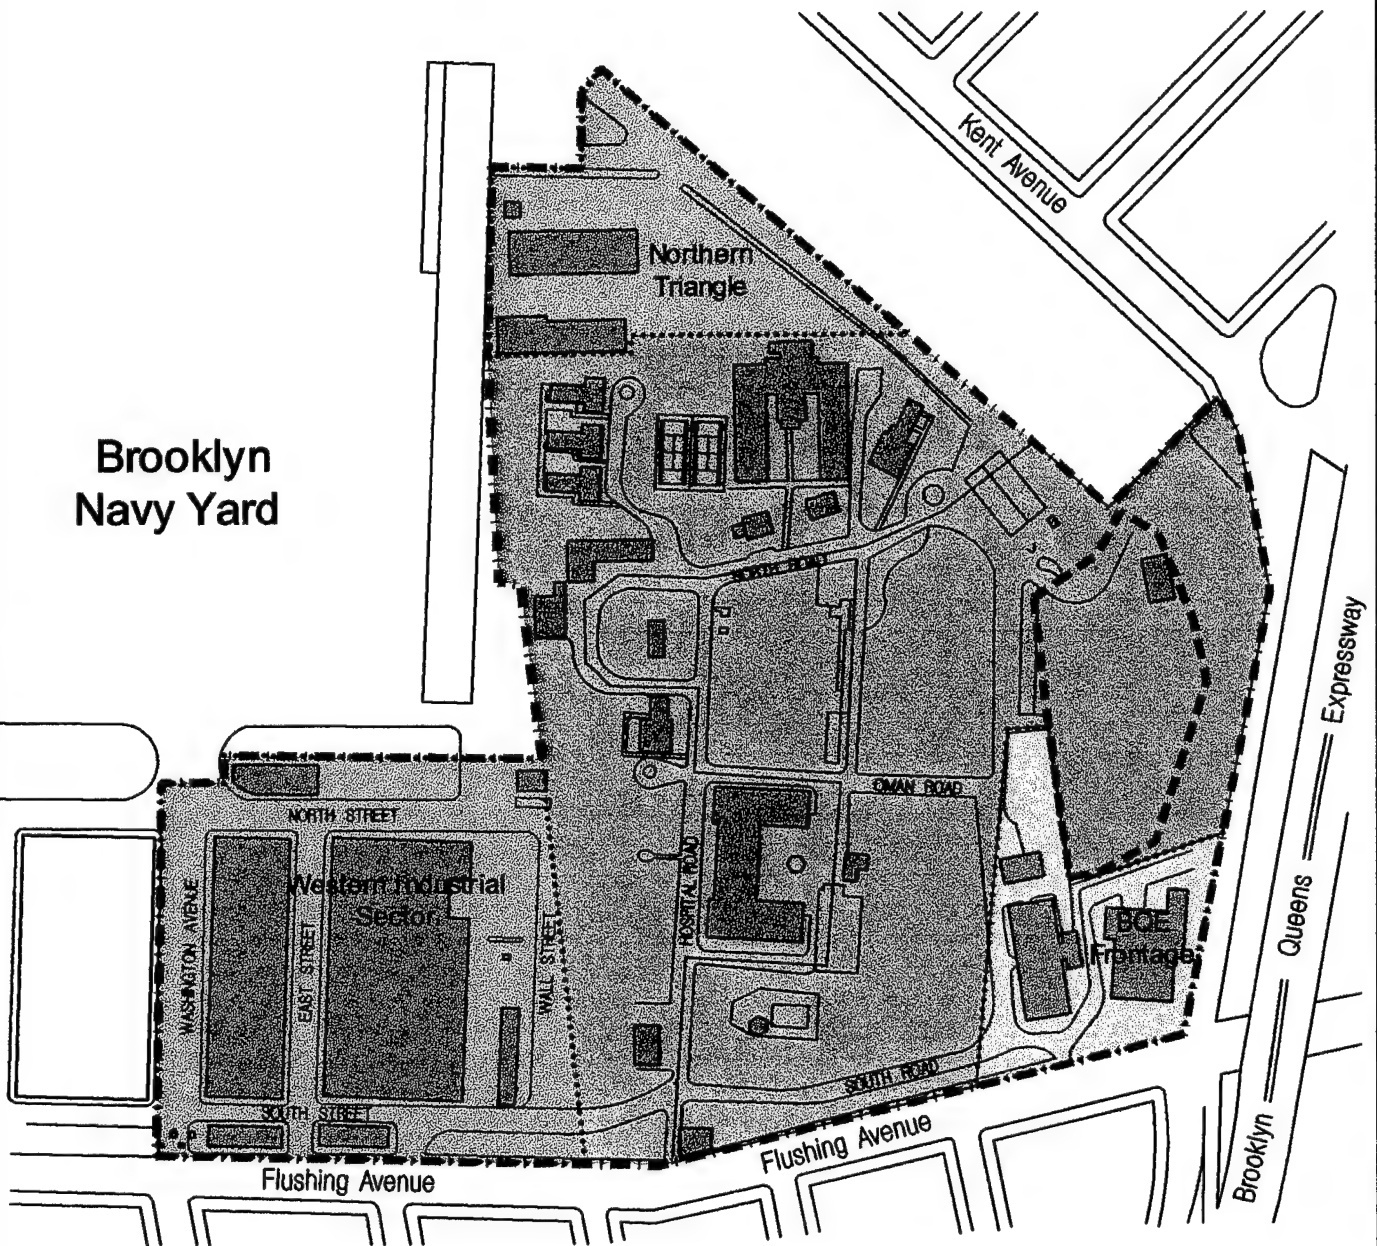 Kent Avenue
Northern
Triangle
Brooklyn
Navy Yard
NORTH ROAD
Brooklyn Queens Expressway
OMAN ROAD
NORTH STREET
Western Industrial
Sector
WASHINGTON AVENUE
EAST STREET
WALL STREET
HOSPITAL ROAD
BQE
Frontage
SOUTH ROAD
SOUTH STREET
Flushing Avenue
Flushing Avenue